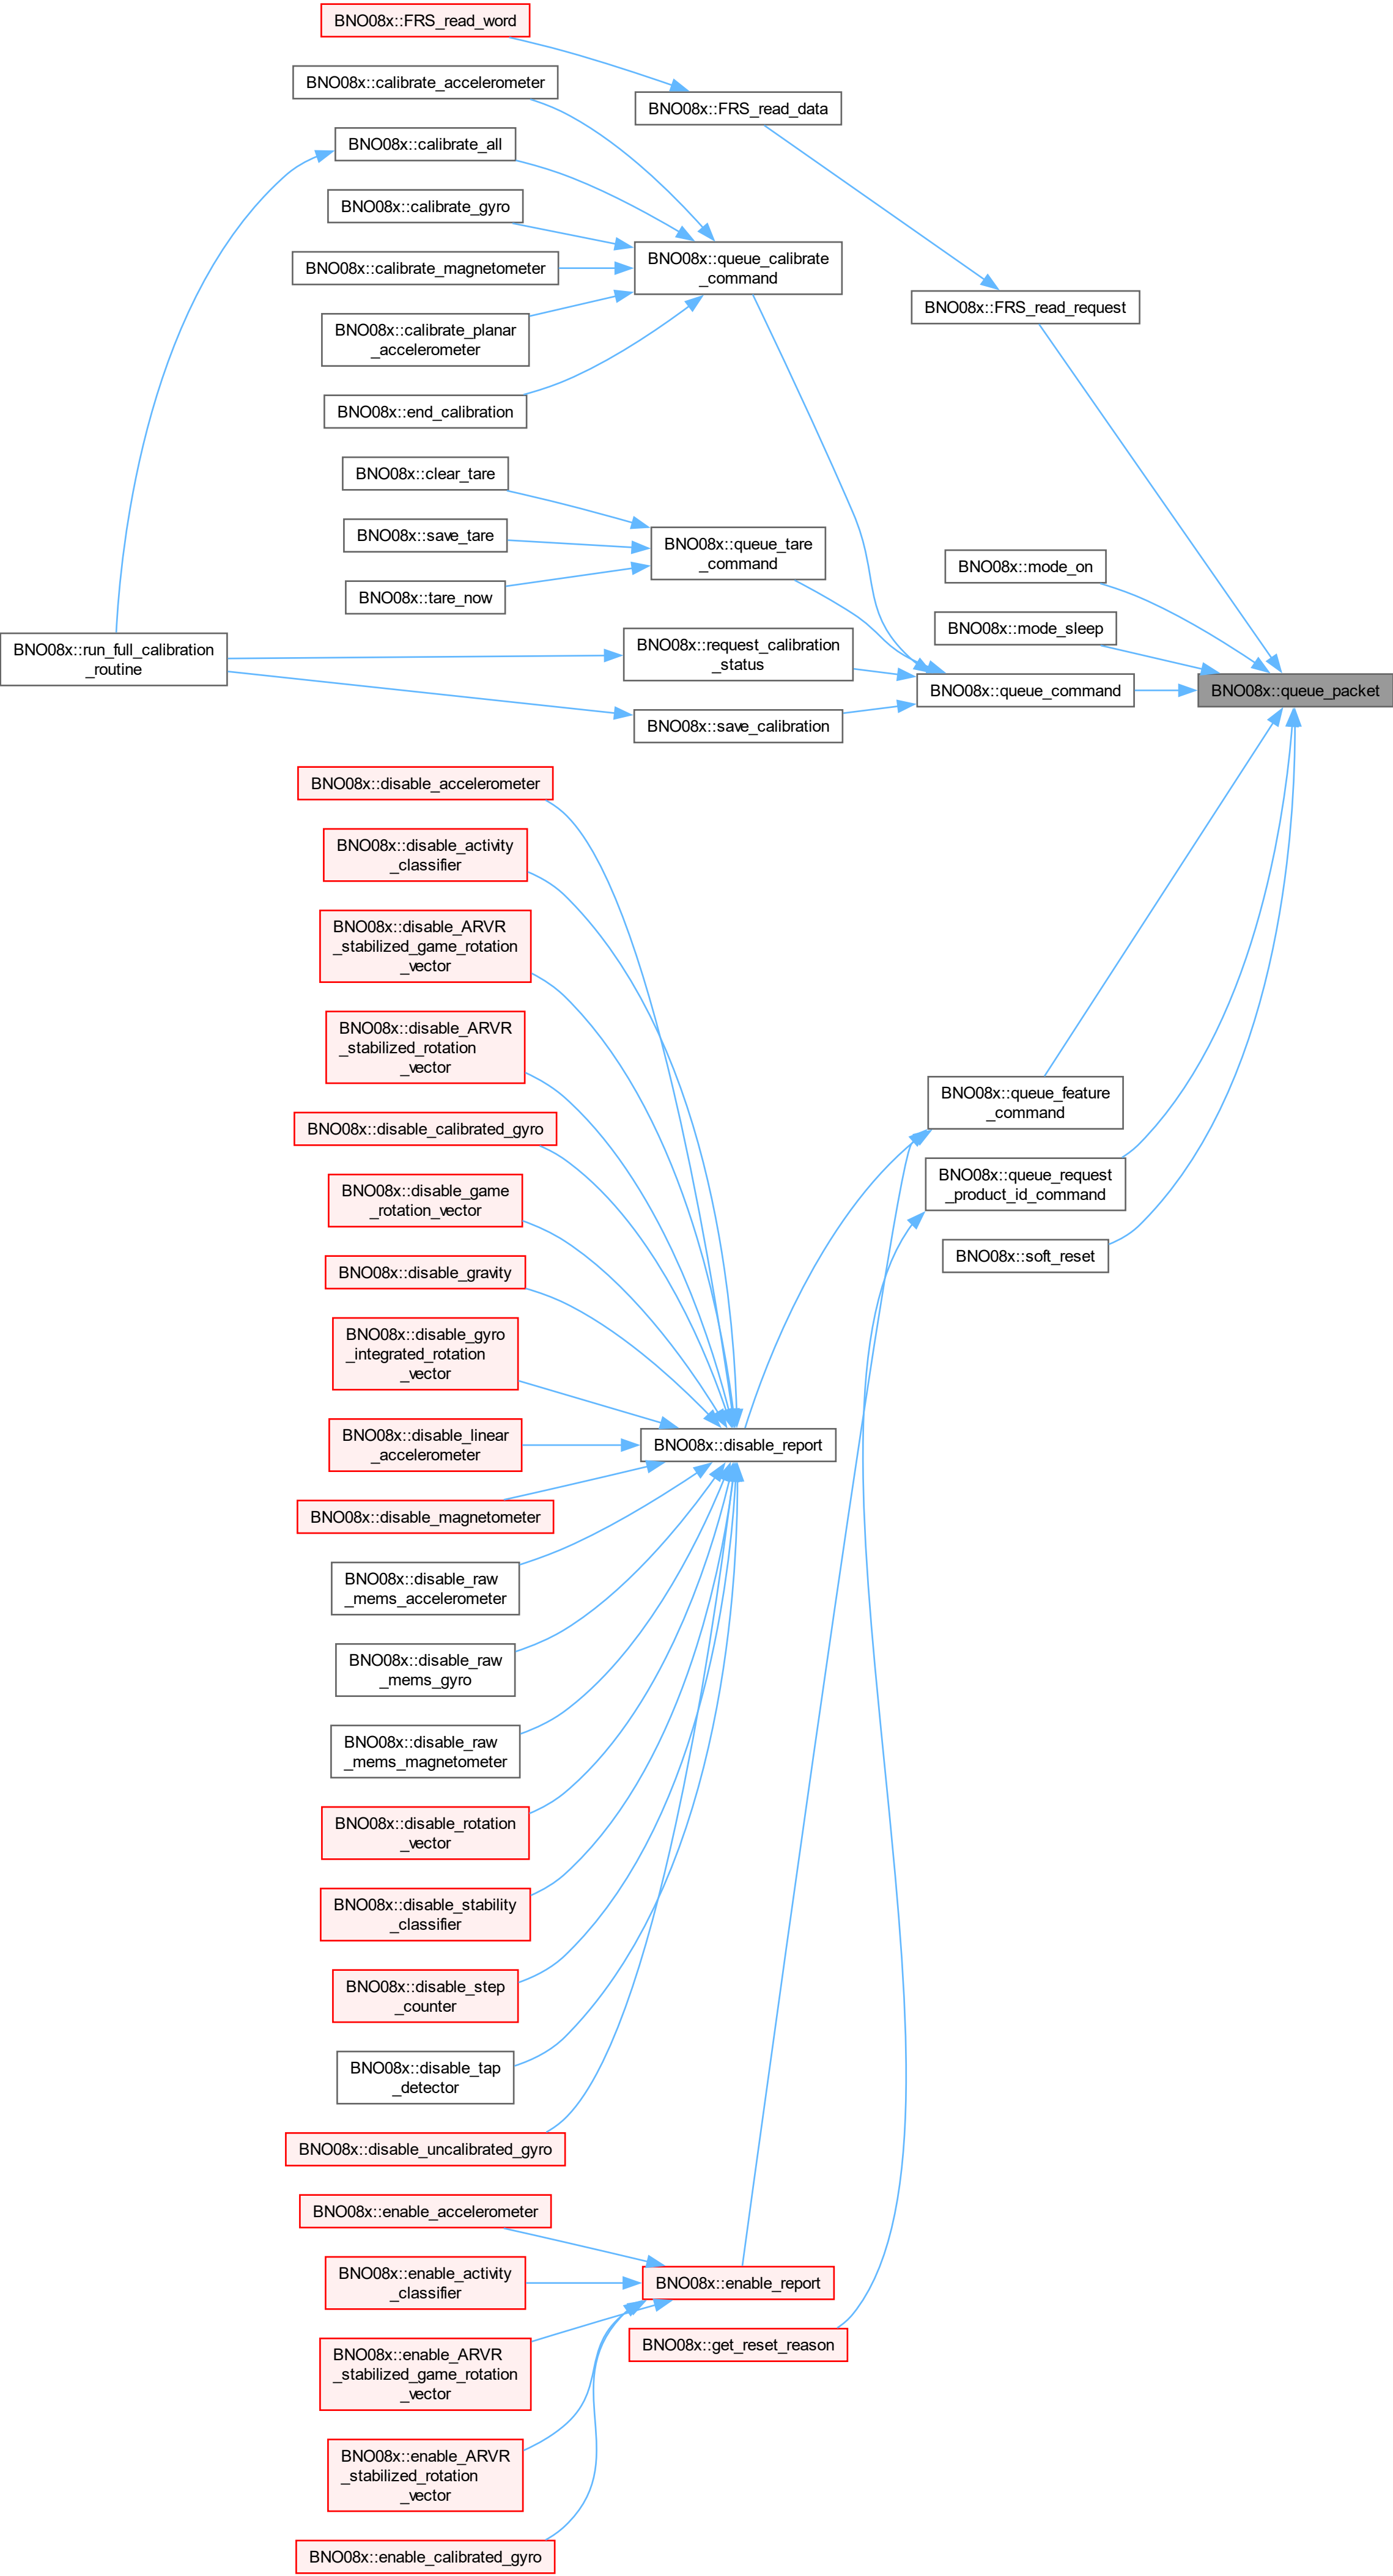 BNO08x::FRS_read_word
BNO08x::calibrate_accelerometer
BNO08x::FRS_read_data
BNO08x::calibrate_all
BNO08x::calibrate_gyro
BNO08x::calibrate_magnetometer
BNO08x::queue_calibrate
_command
BNO08x::FRS_read_request
BNO08x::calibrate_planar
_accelerometer
BNO08x::end_calibration
BNO08x::clear_tare
BNO08x::save_tare
BNO08x::queue_tare
_command
BNO08x::mode_on
BNO08x::tare_now
BNO08x::mode_sleep
BNO08x::run_full_calibration
_routine
BNO08x::request_calibration
_status
BNO08x::queue_command
BNO08x::queue_packet
BNO08x::save_calibration
BNO08x::disable_accelerometer
BNO08x::disable_activity
_classifier
BNO08x::disable_ARVR
_stabilized_game_rotation
_vector
BNO08x::disable_ARVR
_stabilized_rotation
_vector
BNO08x::queue_feature
_command
BNO08x::disable_calibrated_gyro
BNO08x::disable_game
_rotation_vector
BNO08x::queue_request
_product_id_command
BNO08x::disable_gravity
BNO08x::soft_reset
BNO08x::disable_gyro
_integrated_rotation
_vector
BNO08x::disable_linear
_accelerometer
BNO08x::disable_report
BNO08x::disable_magnetometer
BNO08x::disable_raw
_mems_accelerometer
BNO08x::disable_raw
_mems_gyro
BNO08x::disable_raw
_mems_magnetometer
BNO08x::disable_rotation
_vector
BNO08x::disable_stability
_classifier
BNO08x::disable_step
_counter
BNO08x::disable_tap
_detector
BNO08x::disable_uncalibrated_gyro
BNO08x::enable_accelerometer
BNO08x::enable_activity
_classifier
BNO08x::enable_report
BNO08x::get_reset_reason
BNO08x::enable_ARVR
_stabilized_game_rotation
_vector
BNO08x::enable_ARVR
_stabilized_rotation
_vector
BNO08x::enable_calibrated_gyro